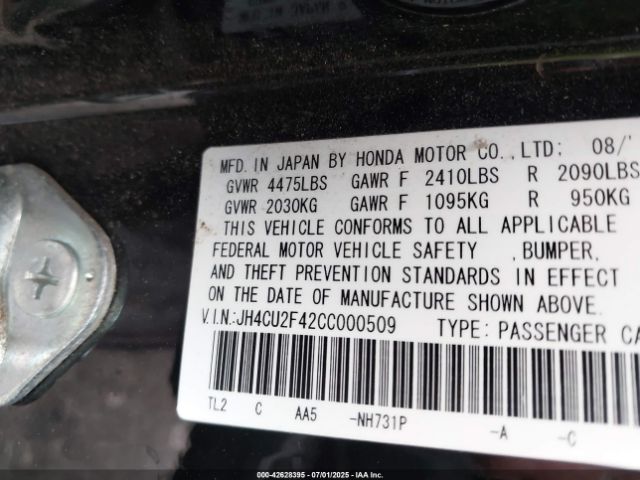 MFD. IN JAPAN BY HONDA MOTOR CO.,LTD: 08/
GVWR 4475LBS GAWR F 2410LBS R 2090LBS
GVWR 2030KG GAWR F 1095KG R 950KG
THIS VEHICLE CONFORMS TO ALL APPLICABLE
FEDERAL MOTOR VEHICLE SAFETY ,BUMPER,
AND THEFT PREVENTION STANDARDS IN EFFECT
ON THE DATE OF MANUFACTURE SHOWN ABOVE.
V.I.N:JH4CU2F42CC000509 TYPE: PASSENGER CA
TL2 C AA5 -NH731P -A -C
000-42628395 - 07/01/2025 - IAAI.COM